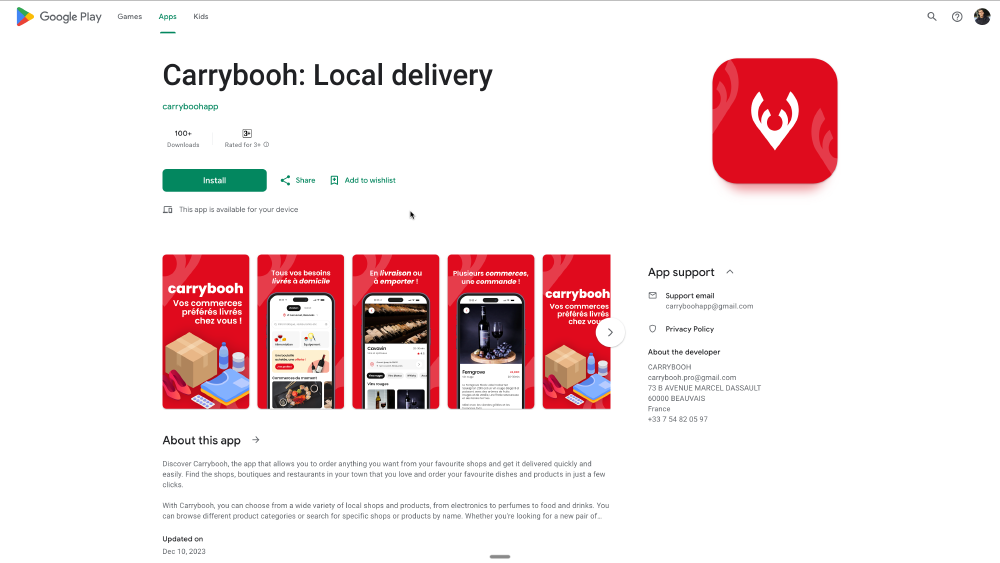 Google Play
Games
Apps
Kids
Carrybooh: Local delivery
carryboohapp
100+
Downloads
3+
Rated for 3+
Install
Share
Add to wishlist
This app is available for your device
carrybooh
Vos commerces
préférés livrés
chez vous !
Tous vos besoins
livrés à domicile
Commerces du moment
En livraison ou
à emporter !
Cavavin
Vins rouges
Plusieurs commerces,
une commande !
Ferngrove
carrybooh
Vos commerces
préférés livrés
chez vous
App support
Support email
carryboohapp@gmail.com
Privacy Policy
About the developer
CARRYBOOH
carrybooh.pro@gmail.com
73 B AVENUE MARCEL DASSAULT
60000 BEAUVAIS
France
+33 7 54 82 05 97
About this app
Discover Carrybooh, the app that allows you to order anything you want from your favourite shops and get it delivered quickly and
easily. Find the shops, boutiques and restaurants in your town that you love and order your favourite dishes and products in just a few
clicks.
With Carrybooh, you can choose from a wide variety of local shops and products, from electronics to perfumes to food and drinks. You
can browse different product categories or search for specific shops or products by name. Whether you're looking for a new pair of…
Updated on
Dec 10, 2023